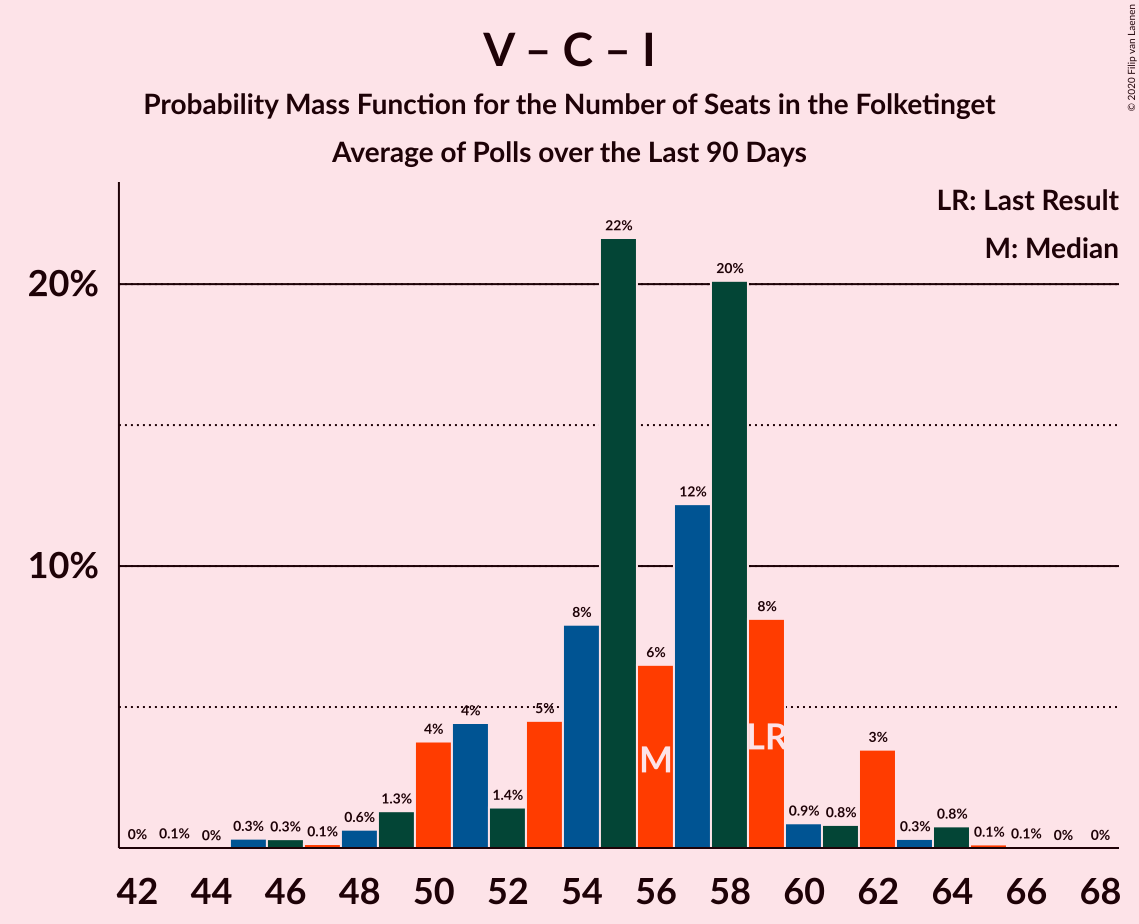 V – C – I
Probability Mass Function for the Number of Seats in the Folketinget
Average of Polls over the Last 90 Days
© 2020 Filip van Laenen
LR: Last Result
M: Median
20%
10%
0% 0.1% 0% 0.3% 0.3% 0.1% 0.6% 1.3% 4% 4% 1.4% 5% 8% 22% 6% 12% 20% 8% 0.9% 0.8% 3% 0.3% 0.8% 0.1% 0.1% 0% 0%
M
LR
42 44 46 48 50 52 54 56 58 60 62 64 66 68